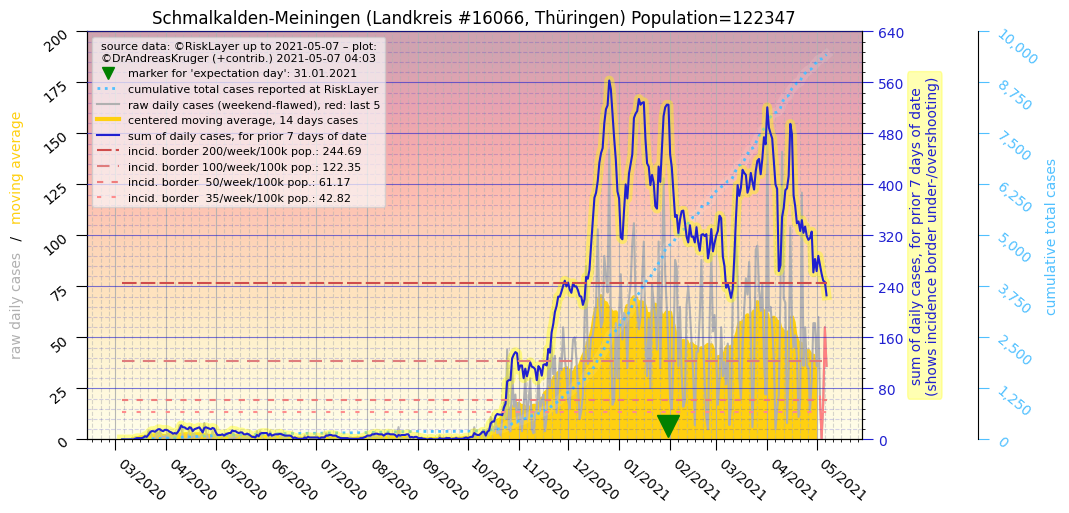 Schmalkalden-Meiningen (Landkreis #16066, Thüringen) Population=122347
source data: ©RiskLayer up to 2021-05-07 – plot:
©DrAndreasKruger (+contrib.) 2021-05-07 04:03
marker for 'expectation day': 31.01.2021
cumulative total cases reported at RiskLayer
raw daily cases (weekend-flawed), red: last 5
centered moving average, 14 days cases
sum of daily cases, for prior 7 days of date
incid. border 200/week/100k pop.: 244.69
incid. border 100/week/100k pop.: 122.35
incid. border  50/week/100k pop.: 61.17
incid. border  35/week/100k pop.: 42.82
raw daily cases / moving average
200
175
150
125
100
75
50
25
0
03/2020
04/2020
05/2020
06/2020
07/2020
08/2020
09/2020
10/2020
11/2020
12/2020
01/2021
02/2021
03/2021
04/2021
05/2021
640
560
480
400
320
240
160
80
0
sum of daily cases, for prior 7 days of date
(shows incidence border under-/overshooting)
10,000
8,750
7,500
6,250
5,000
3,750
2,500
1,250
0
cumulative total cases